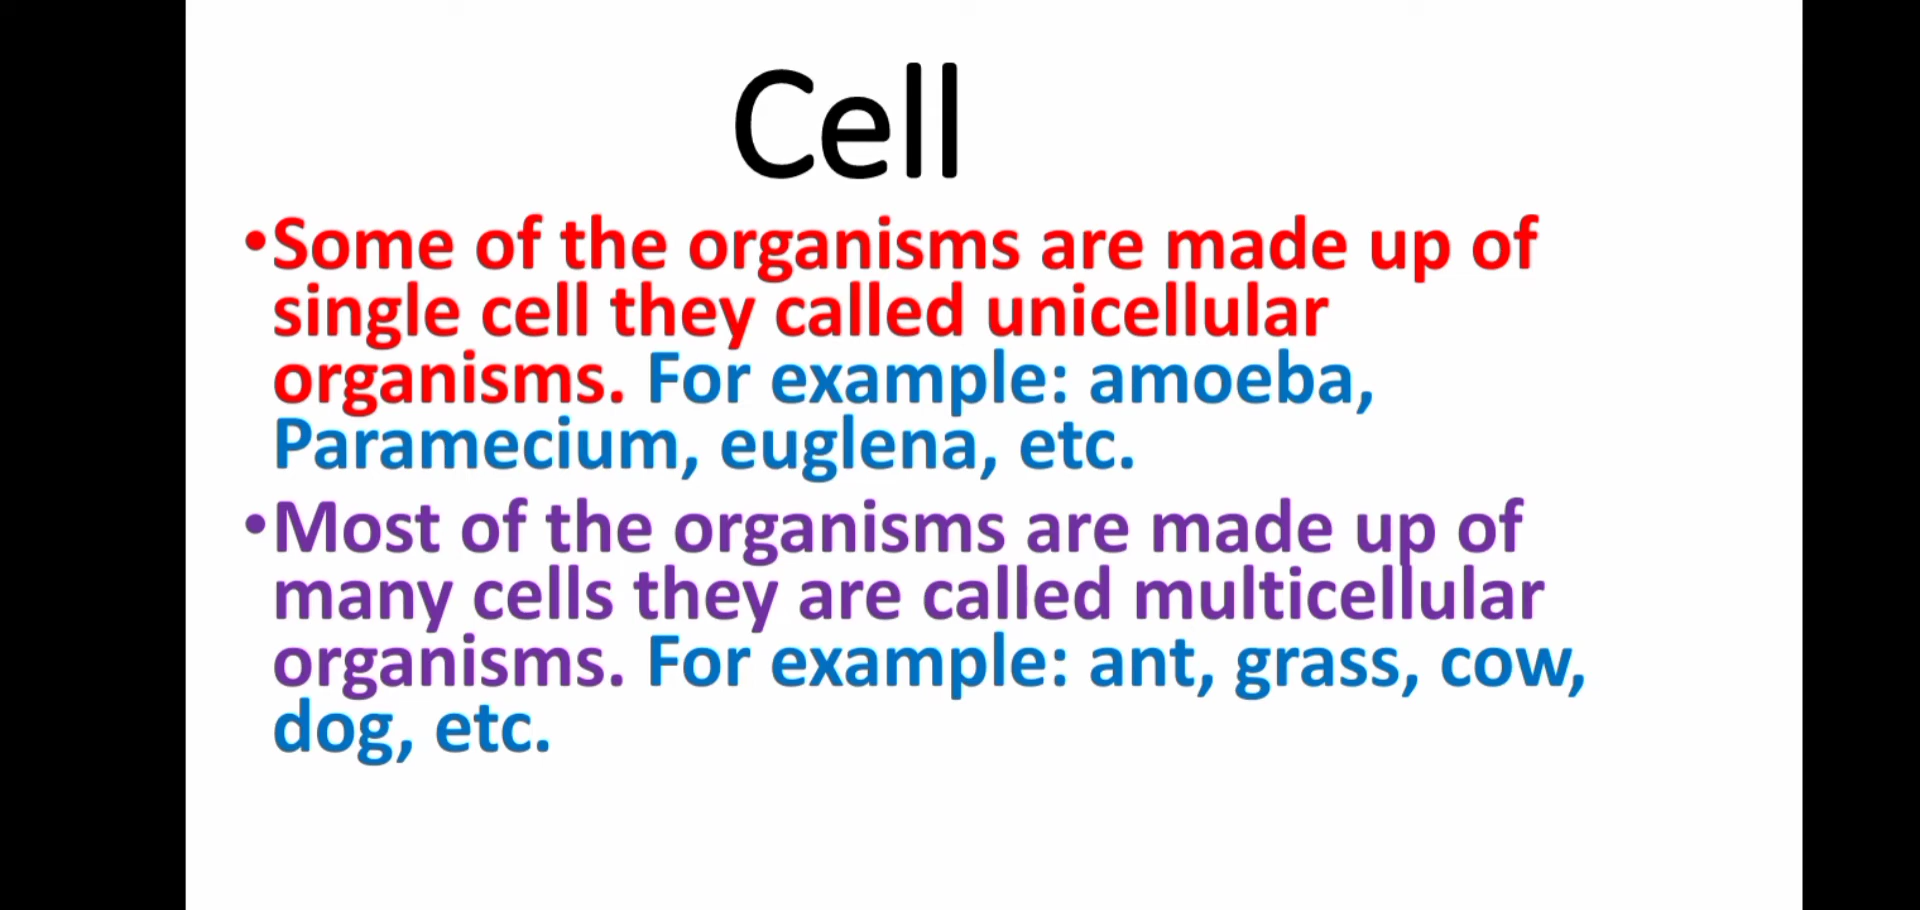 Cell
•Some of the organisms are made up of
single cell they called unicellular
organisms. For example: amoeba,
Paramecium, euglena, etc.
•Most of the organisms are made up of
many cells they are called multicellular
organisms. For example: ant, grass, cow,
dog, etc.